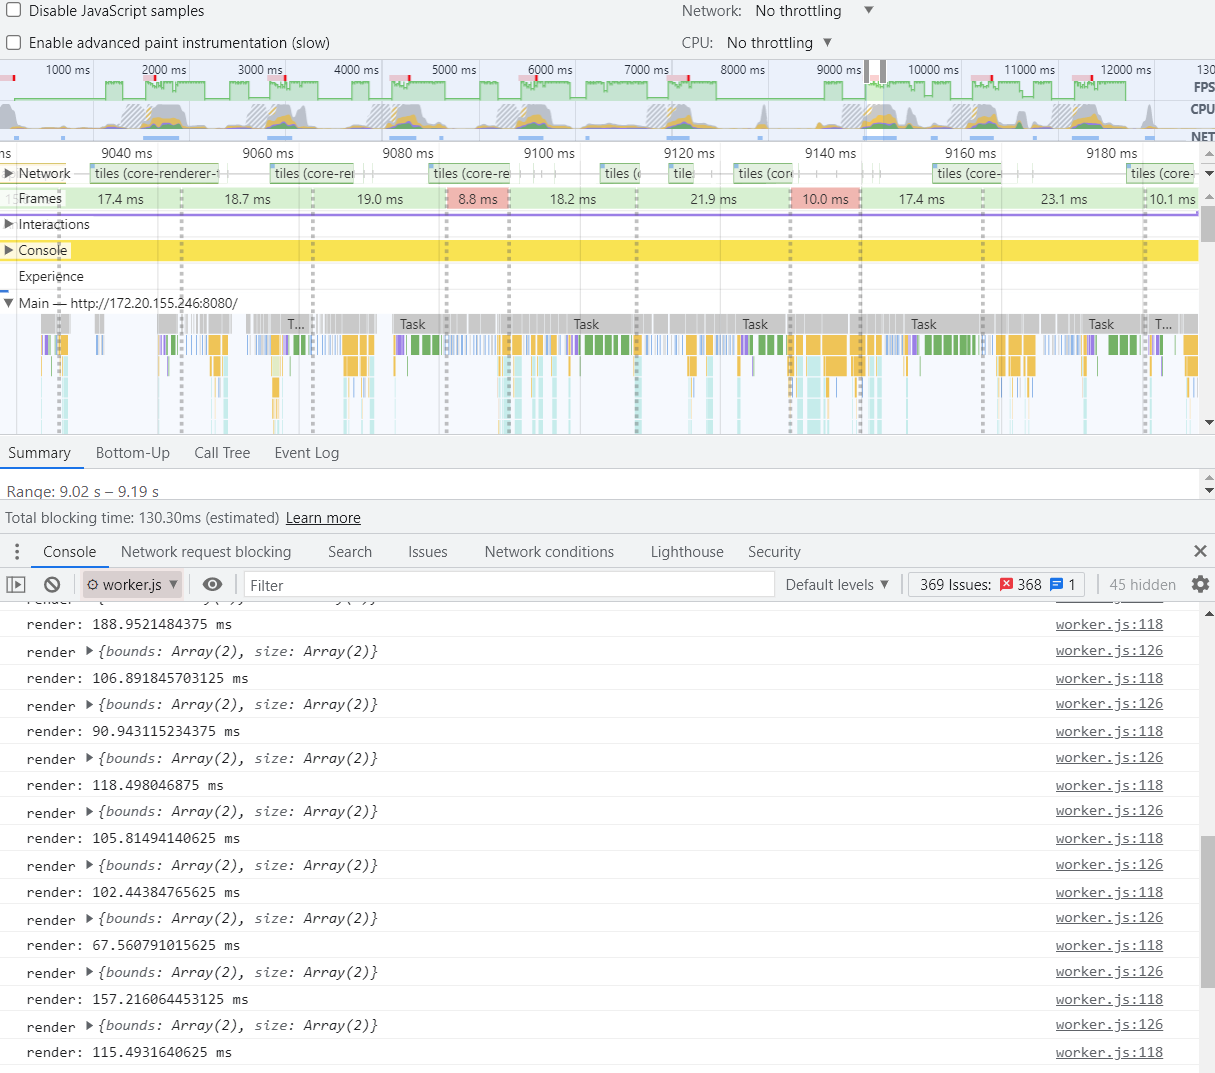 Disable JavaScript samples Network: No throttling
Enable advanced paint instrumentation (slow) CPU: No throttling
1000 ms 2000 ms 3000 ms 4000 ms 5000 ms 6000 ms 7000 ms 8000 ms 9000 ms 10000 ms 11000 ms 12000 ms 130
FPS
CPU
NET
ms 9040 ms 9060 ms 9080 ms 9100 ms 9120 ms 9140 ms 9160 ms 9180 ms
Network tiles (core-renderer- tiles (core-rer tiles (core-re tiles (c tile: tiles (cor tiles (core- tiles (core-
Frames 17.4 ms 18.7 ms 19.0 ms 8.8 ms 18.2 ms 21.9 ms 10.0 ms 17.4 ms 23.1 ms 10.1 ms
Interactions
Console
Experience
Main — http://172.20.155.246:8080/
T... Task Task Task Task Task T...
Summary Bottom-Up Call Tree Event Log
Range: 9.02 s – 9.19 s
Total blocking time: 130.30ms (estimated) Learn more
Console Network request blocking Search Issues Network conditions Lighthouse Security
worker.js Filter Default levels 369 Issues: 368 1 45 hidden
render: 188.9521484375 ms worker.js:118
render {bounds: Array(2), size: Array(2)} worker.js:126
render: 106.891845703125 ms worker.js:118
render {bounds: Array(2), size: Array(2)} worker.js:126
render: 90.943115234375 ms worker.js:118
render {bounds: Array(2), size: Array(2)} worker.js:126
render: 118.498046875 ms worker.js:118
render {bounds: Array(2), size: Array(2)} worker.js:126
render: 105.81494140625 ms worker.js:118
render {bounds: Array(2), size: Array(2)} worker.js:126
render: 102.44384765625 ms worker.js:118
render {bounds: Array(2), size: Array(2)} worker.js:126
render: 67.560791015625 ms worker.js:118
render {bounds: Array(2), size: Array(2)} worker.js:126
render: 157.216064453125 ms worker.js:118
render {bounds: Array(2), size: Array(2)} worker.js:126
render: 115.4931640625 ms worker.js:118